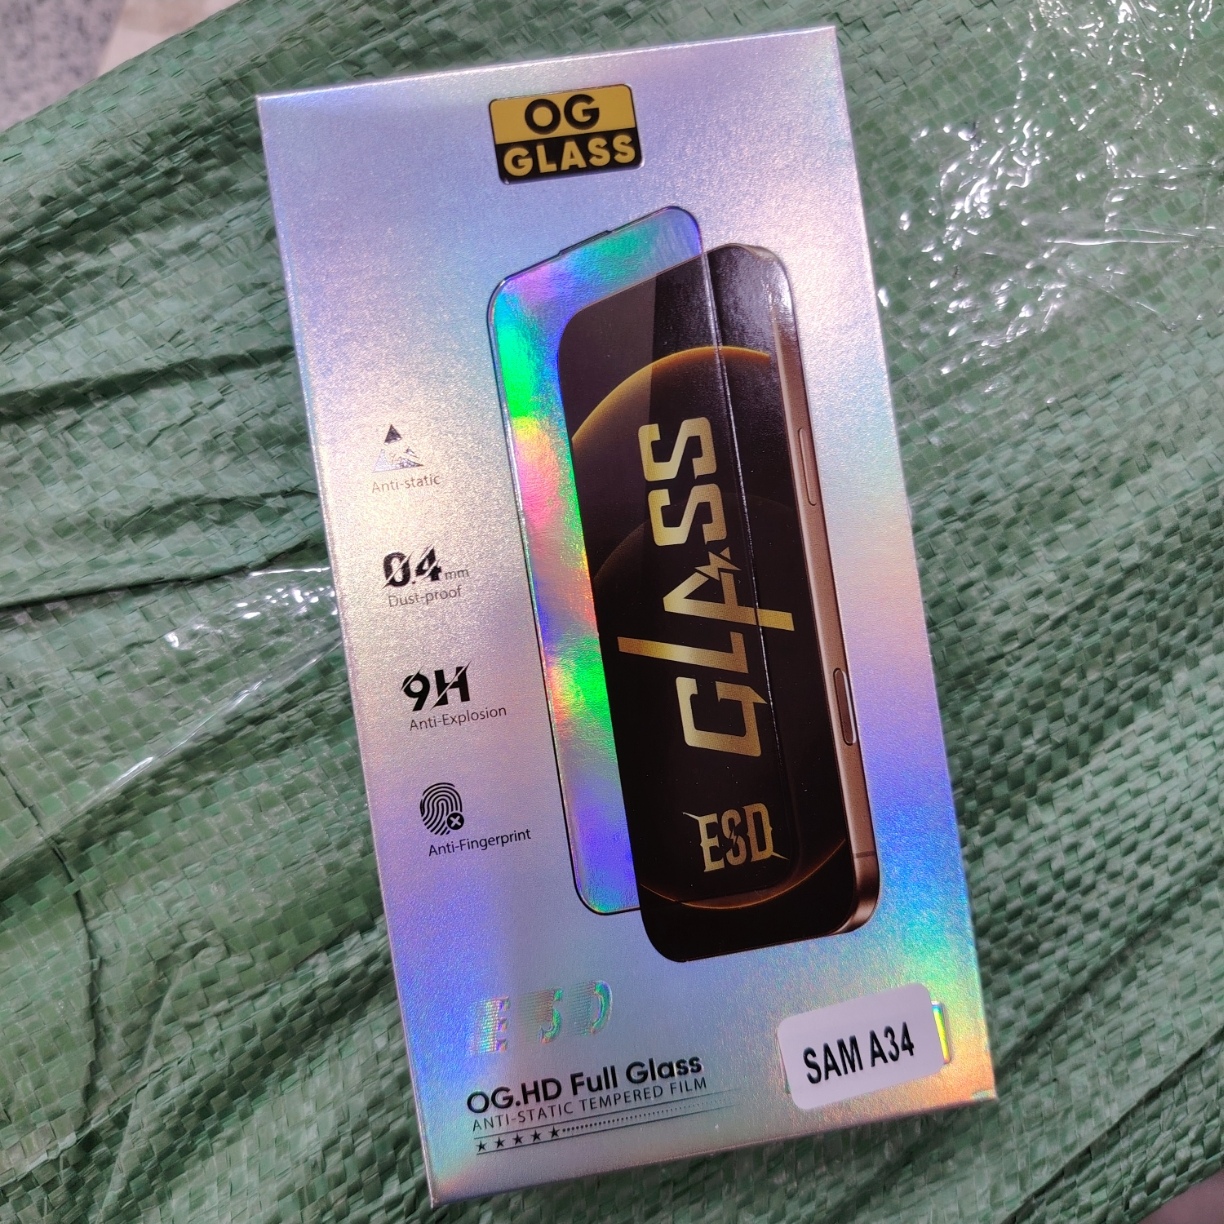 OG
GLASS
Anti-static
0.4mm
Dust-proof
9H
Anti-Explosion
Anti-Fingerprint
GLASS
ESD
ESD
OG.HD Full Glass
ANTI-STATIC TEMPERED FILM
SAM A34